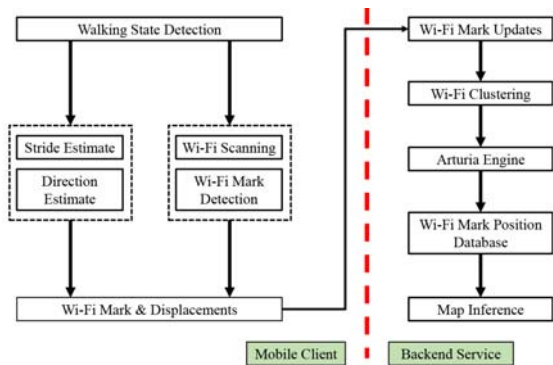 Walking State Detection
Stride Estimate
Direction
Estimate
Wi-Fi Scanning
Wi-Fi Mark
Detection
Wi-Fi Mark & Displacements
Mobile Client
Wi-Fi Mark Updates
Wi-Fi Clustering
Arturia Engine
Wi-Fi Mark Position
Database
Map Inference
Backend Service